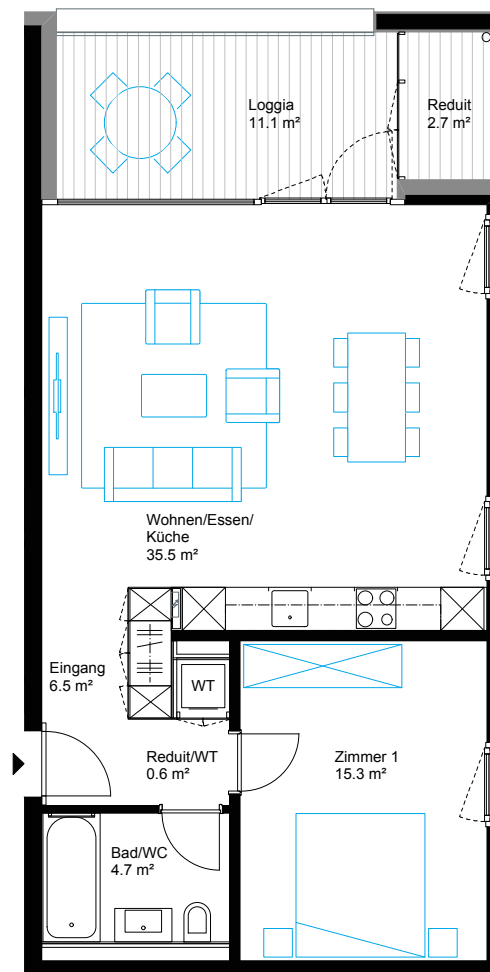 Loggia
11.1 m²
Reduit
2.7 m²
Wohnen/Essen/
Küche
35.5 m²
Eingang
6.5 m²
WT
Reduit/WT
0.6 m²
Zimmer 1
15.3 m²
Bad/WC
4.7 m²